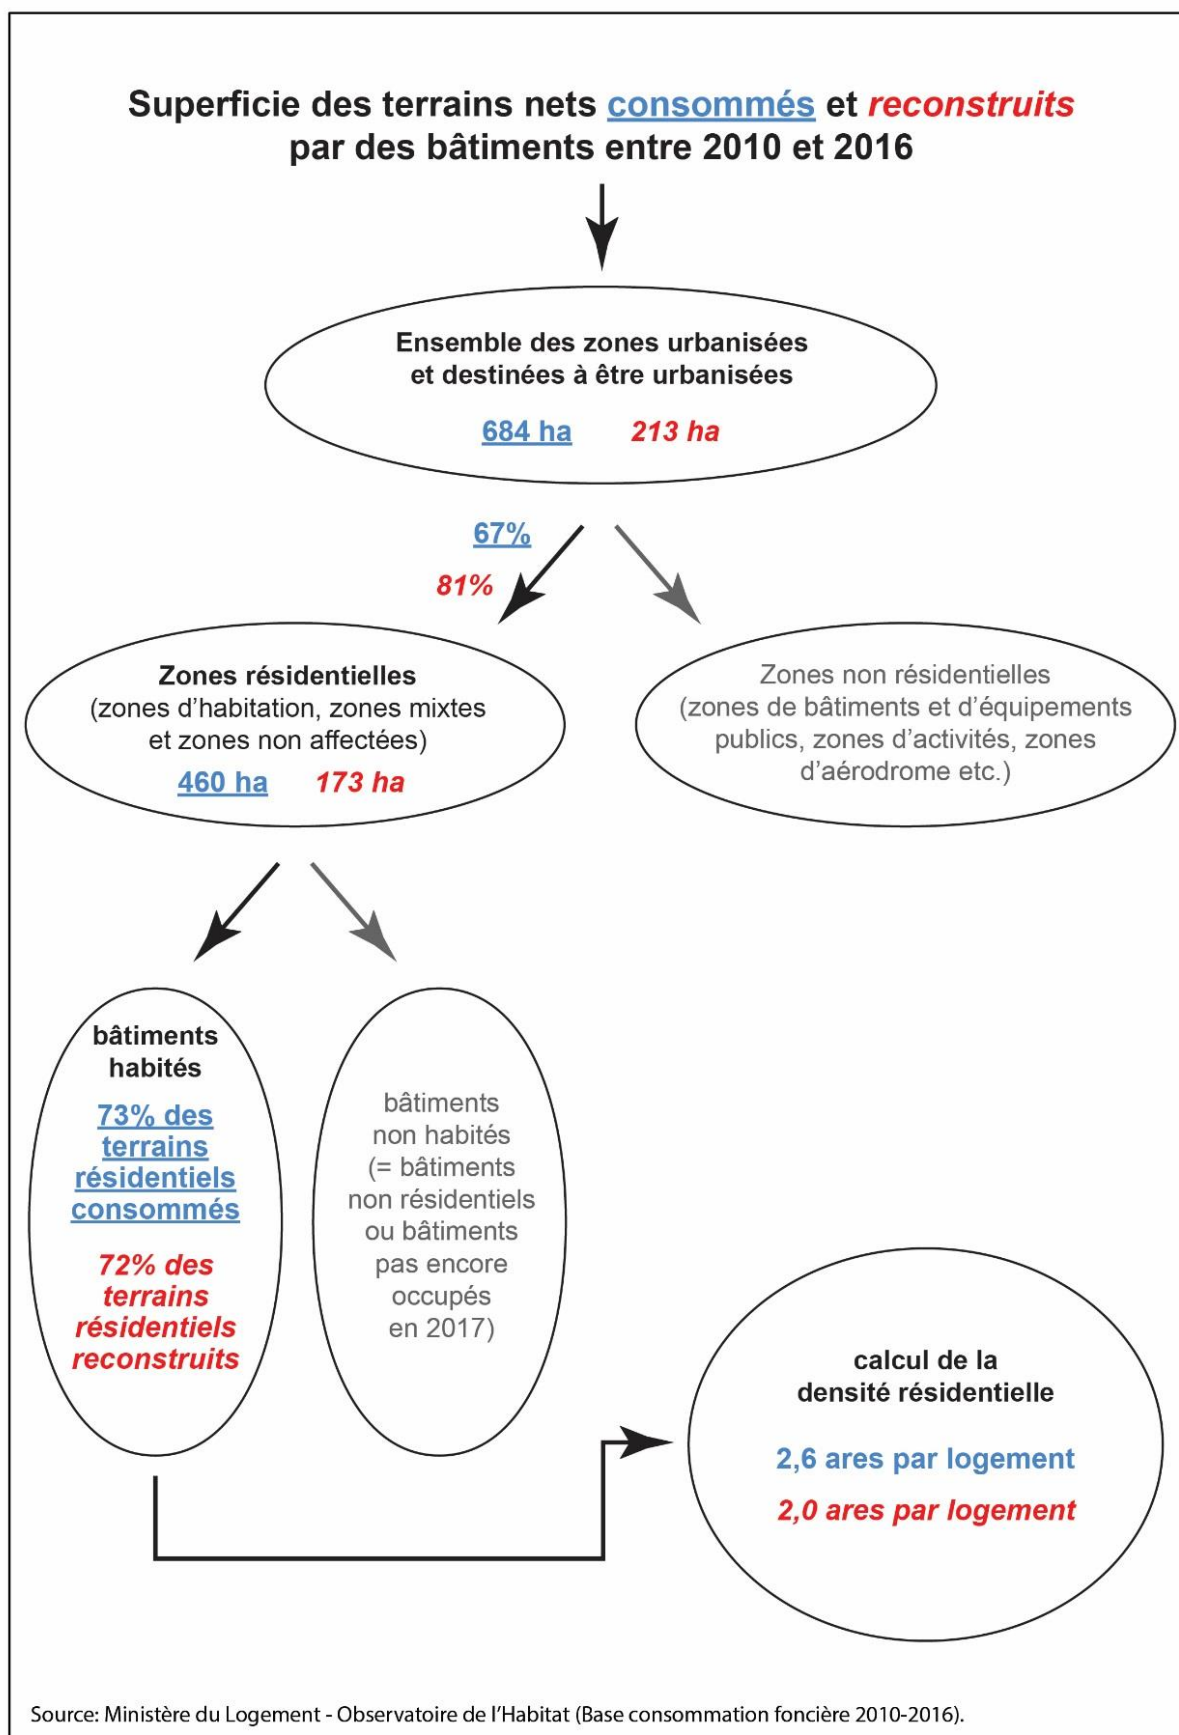 Superficie des terrains nets consommés et reconstruits
par des bâtiments entre 2010 et 2016
Ensemble des zones urbanisées
et destinées à être urbanisées
684 ha 213 ha
67%
81%
Zones résidentielles
(zones d'habitation, zones mixtes
et zones non affectées)
460 ha 173 ha
Zones non résidentielles
(zones de bâtiments et d'équipements
publics, zones d'activités, zones
d'aérodrome etc.)
bâtiments
habités
73% des
terrains
résidentiels
consommés
72% des
terrains
résidentiels
reconstruits
bâtiments
non habités
(= bâtiments
non résidentiels
ou bâtiments
pas encore
occupés
en 2017)
calcul de la
densité résidentielle
2,6 ares par logement
2,0 ares par logement
Source: Ministère du Logement - Observatoire de l'Habitat (Base consommation foncière 2010-2016).